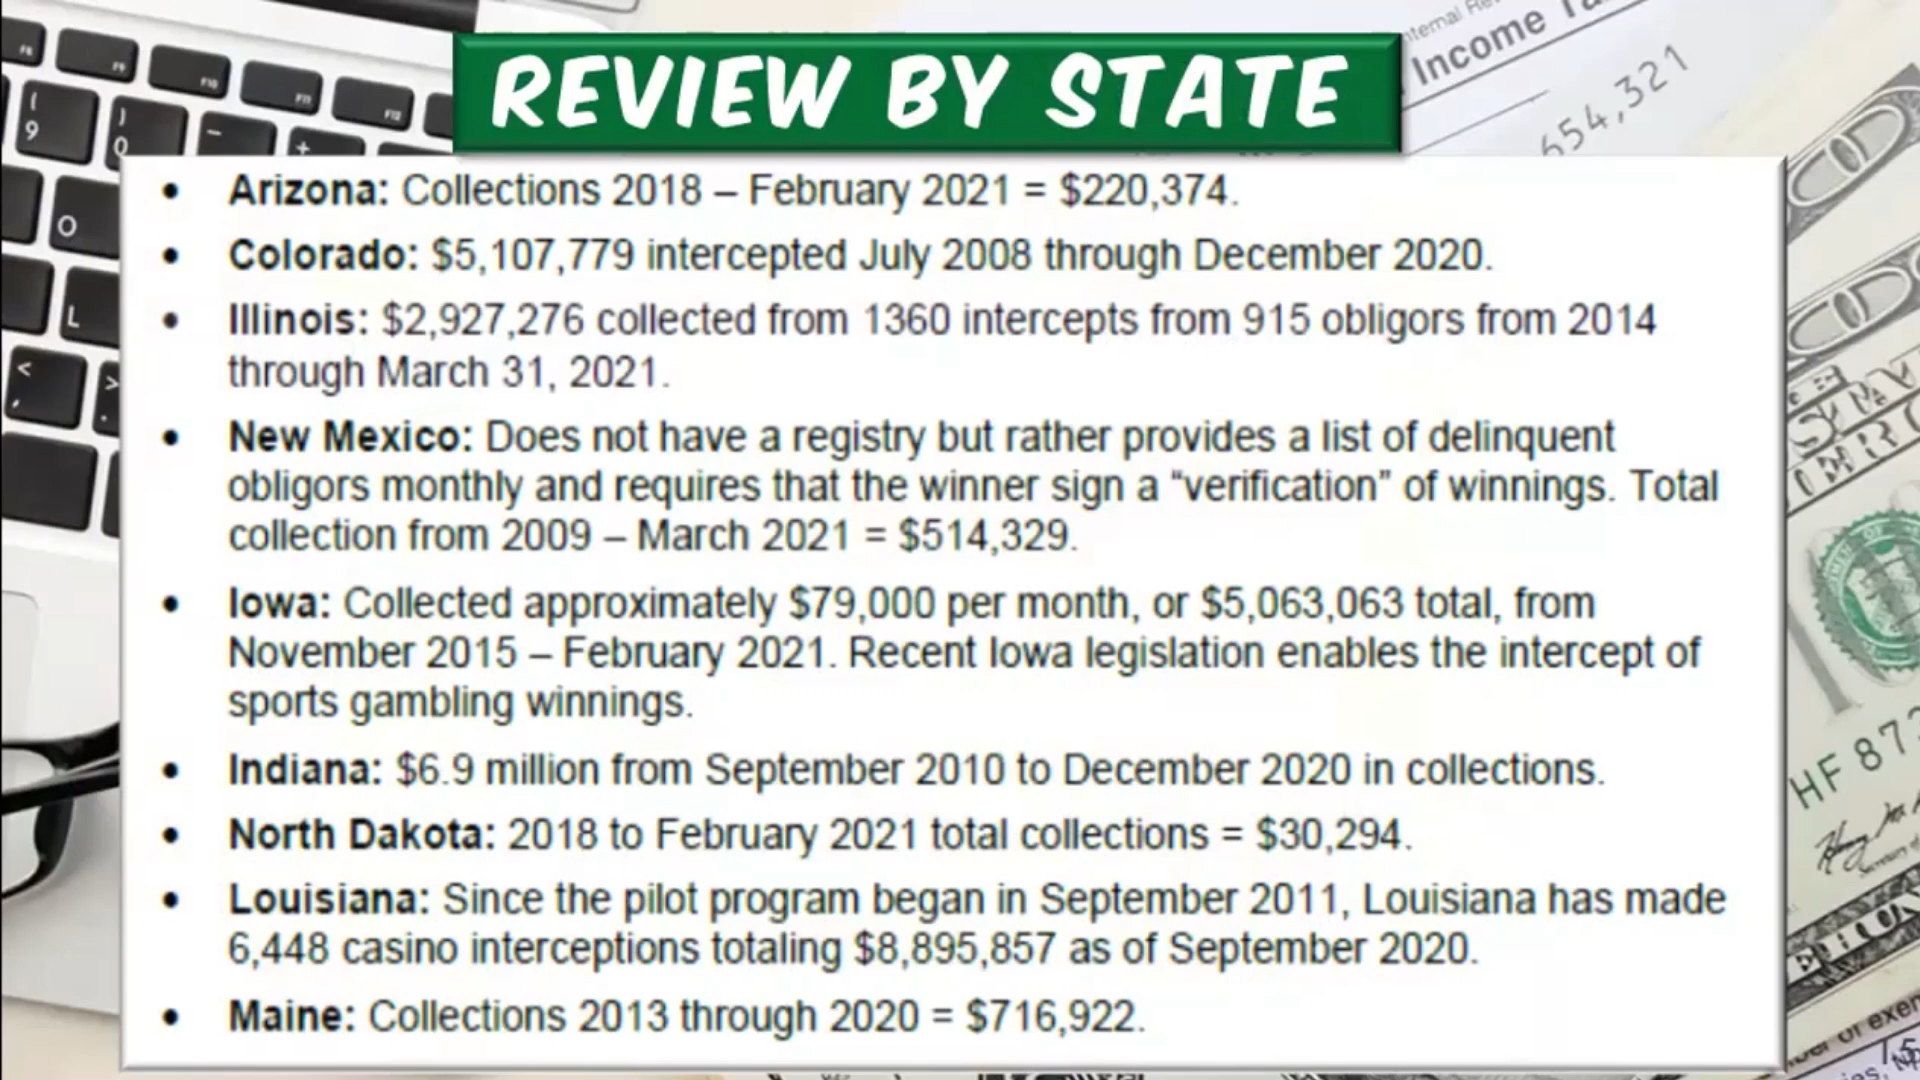 REVIEW BY STATE
• Arizona: Collections 2018 – February 2021 = $220,374.
• Colorado: $5,107,779 intercepted July 2008 through December 2020.
• Illinois: $2,927,276 collected from 1360 intercepts from 915 obligors from 2014
through March 31, 2021.
• New Mexico: Does not have a registry but rather provides a list of delinquent
obligors monthly and requires that the winner sign a “verification” of winnings. Total
collection from 2009 – March 2021 = $514,329.
• Iowa: Collected approximately $79,000 per month, or $5,063,063 total, from
November 2015 – February 2021. Recent Iowa legislation enables the intercept of
sports gambling winnings.
• Indiana: $6.9 million from September 2010 to December 2020 in collections.
• North Dakota: 2018 to February 2021 total collections = $30,294.
• Louisiana: Since the pilot program began in September 2011, Louisiana has made
6,448 casino interceptions totaling $8,895,857 as of September 2020.
• Maine: Collections 2013 through 2020 = $716,922.
Income
654,321
HF 87